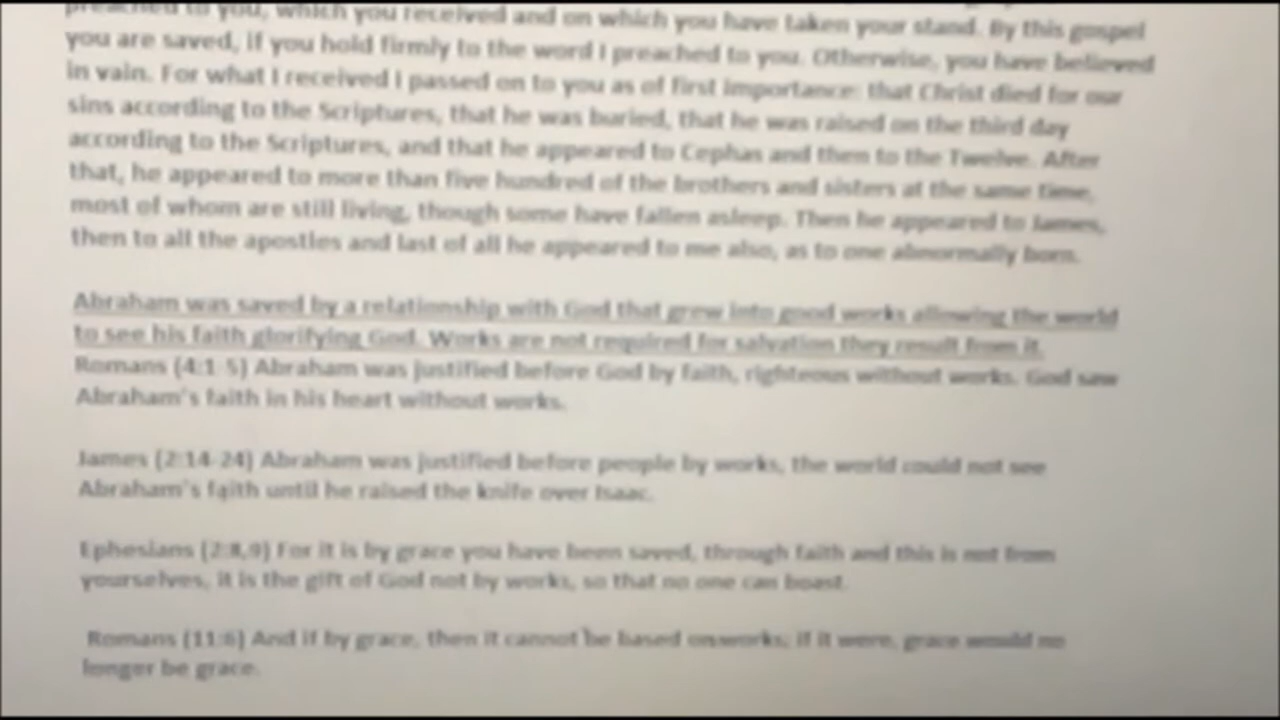 preached to you, which you received and on which you have taken your stand. By this gospel
you are saved, if you hold firmly to the word I preached to you. Otherwise, you have believed
in vain. For what I received I passed on to you as of first importance: that Christ died for our
sins according to the Scriptures, that he was buried, that he was raised on the third day
according to the Scriptures, and that he appeared to Cephas and then to the Twelve. After
that, he appeared to more than five hundred of the brothers and sisters at the same time,
most of whom are still living, though some have fallen asleep. Then he appeared to James,
then to all the apostles and last of all he appeared to me also, as to one abnormally born.
Abraham was saved by a relationship with God that grew into good works allowing the world
to see his faith glorifying God. Works are not required for salvation they result from it.
Romans (4:1-5) Abraham was justified before God by faith, righteous without works. God saw
Abraham's faith in his heart without works.
James (2:14-24) Abraham was justified before people by works, the world could not see
Abraham's faith until he raised the knife over Isaac.
Ephesians (2:8,9) For it is by grace you have been saved, through faith and this is not from
yourselves, it is the gift of God not by works, so that no one can boast.
Romans (11:6) And if by grace, then it cannot be based on works; if it were, grace would no
longer be grace.